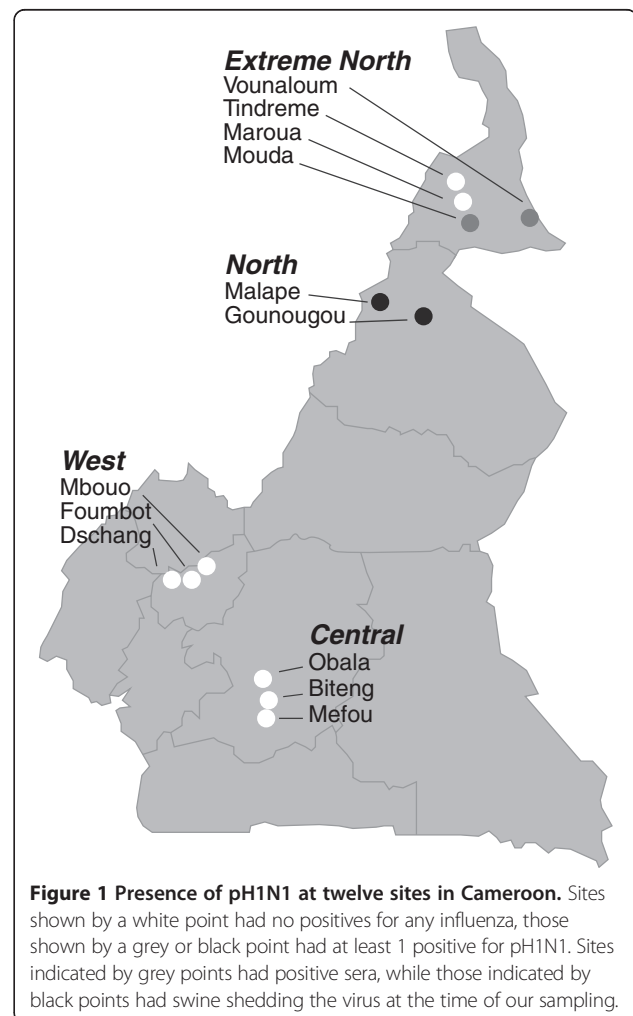 Extreme North
Vounaloum
Tindreme
Maroua
Mouda
North
Malape
Gounougou
West
Mbouo
Foumbot
Dschang
Central
Obala
Biteng
Mefou
Figure 1 Presence of pH1N1 at twelve sites in Cameroon. Sites
shown by a white point had no positives for any influenza, those
shown by a grey or black point had at least 1 positive for pH1N1. Sites
indicated by grey points had positive sera, while those indicated by
black points had swine shedding the virus at the time of our sampling.